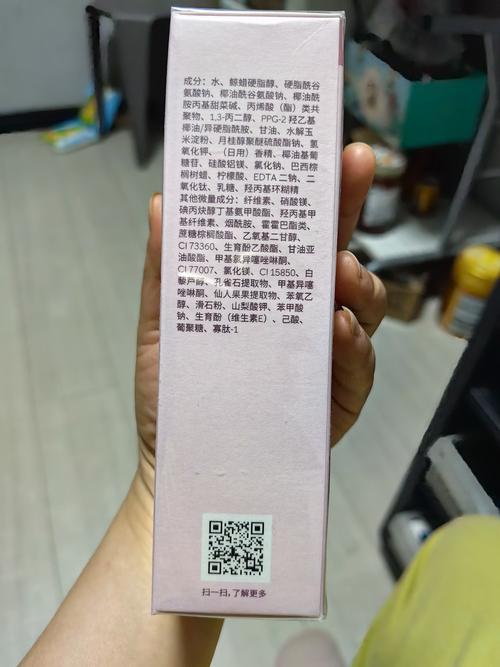 成分：水、鲸蜡硬脂醇、硬脂酰谷
氨酸钠、椰油酰谷氨酸钠、椰油酰
胺丙基甜菜碱、丙烯酸（酯）类共
聚物、1,3-丙二醇、PPG-2 羟乙基
椰油/异硬脂酰胺、甘油、水解玉
米淀粉、月桂醇聚醚硫酸酯钠、氢
氧化钾、（日用）香精、椰油基葡
糖苷、硅酸铝镁、氯化钠、巴西棕
榈树蜡、柠檬酸、EDTA 二钠、二
氧化钛、乳糖、羟丙基环糊精
其他微量成分：纤维素、硝酸镁、
碘丙炔醇丁基氨甲酸酯、羟丙基甲
基纤维素、烟酰胺、霍霍巴酯类、
蔗糖棕榈酸酯、乙氧基二甘醇、
CI 73360、生育酚乙酸酯、甘油亚
油酸酯、甲基氯异噻唑啉酮、
CI 77007、氯化镁、CI 15850、白
藜芦醇、孔雀石提取物、甲基异噻
唑啉酮、仙人果果提取物、苯氧乙
醇、滑石粉、山梨酸钾、苯甲酸
钠、生育酚（维生素E）、己酸、
葡聚糖、寡肽-1
扫一扫，了解更多